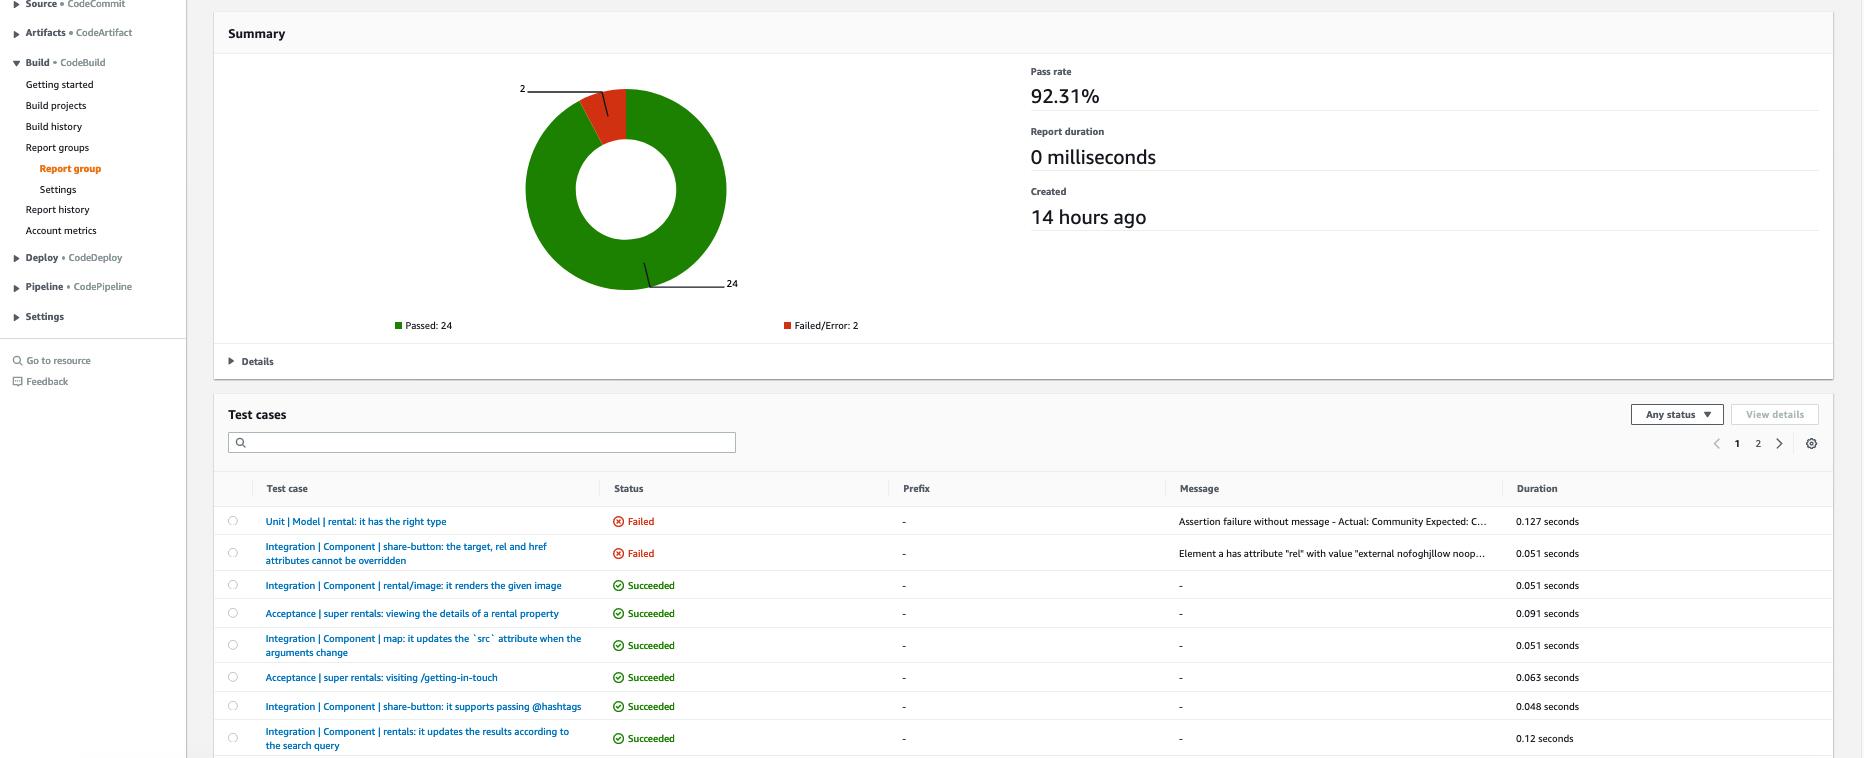 Source • CodeCommit
Artifacts • CodeArtifact
Build • CodeBuild
Getting started
Build projects
Build history
Report groups
Report group
Settings
Report history
Account metrics
Deploy • CodeDeploy
Pipeline • CodePipeline
Settings
Go to resource
Feedback
Summary
2
24
Passed: 24
Failed/Error: 2
Pass rate
92.31%
Report duration
0 milliseconds
Created
14 hours ago
Details
Test cases
Any status
View details
1 2
Test case Status Prefix Message Duration
Unit | Model | rental: it has the right type Failed - Assertion failure without message - Actual: Community Expected: C... 0.127 seconds
Integration | Component | share-button: the target, rel and href
attributes cannot be overridden Failed - Element a has attribute "rel" with value "external nofoghjllow noop... 0.051 seconds
Integration | Component | rental/image: it renders the given image Succeeded - - 0.051 seconds
Acceptance | super rentals: viewing the details of a rental property Succeeded - - 0.091 seconds
Integration | Component | map: it updates the `src` attribute when the
arguments change Succeeded - - 0.051 seconds
Acceptance | super rentals: visiting /getting-in-touch Succeeded - - 0.063 seconds
Integration | Component | share-button: it supports passing @hashtags Succeeded - - 0.048 seconds
Integration | Component | rentals: it updates the results according to
the search query Succeeded - - 0.12 seconds